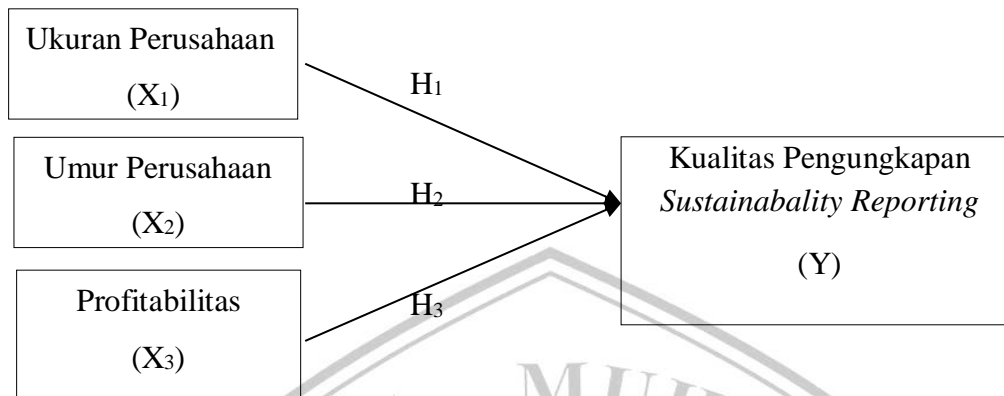 Ukuran Perusahaan
(X₁)
H₁
Umur Perusahaan
(X₂)
H₂
Profitabilitas
(X₃)
H₃
Kualitas Pengungkapan
Sustainabality Reporting
(Y)